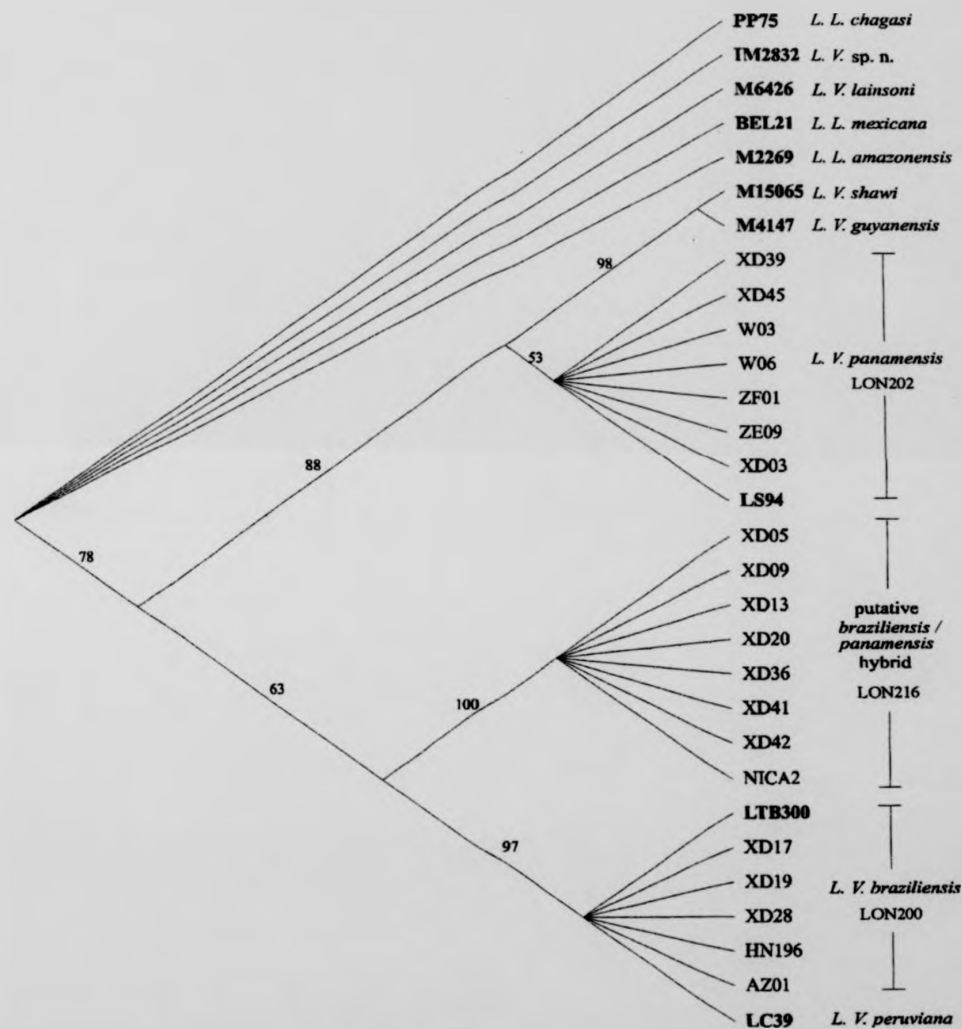 PP75 L. L. chagasi
IM2832 L. V. sp. n.
M6426 L. V. lainsoni
BEL21 L. L. mexicana
M2269 L. L. amazonensis
M15065 L. V. shawi
M4147 L. V. guyanensis
98
XD39
XD45
W03
53
W06 L. V. panamensis
LON202
ZF01
ZE09
88
XD03
LS94
XD05
78
XD09
XD13 putative
braziliensis /
XD20 panamensis
hybrid
XD36
63
LON216
100
XD41
XD42
NICA2
LTB300
97
XD17
XD19 L. V. braziliensis
XD28 LON200
HN196
AZ01
LC39 L. V. peruviana